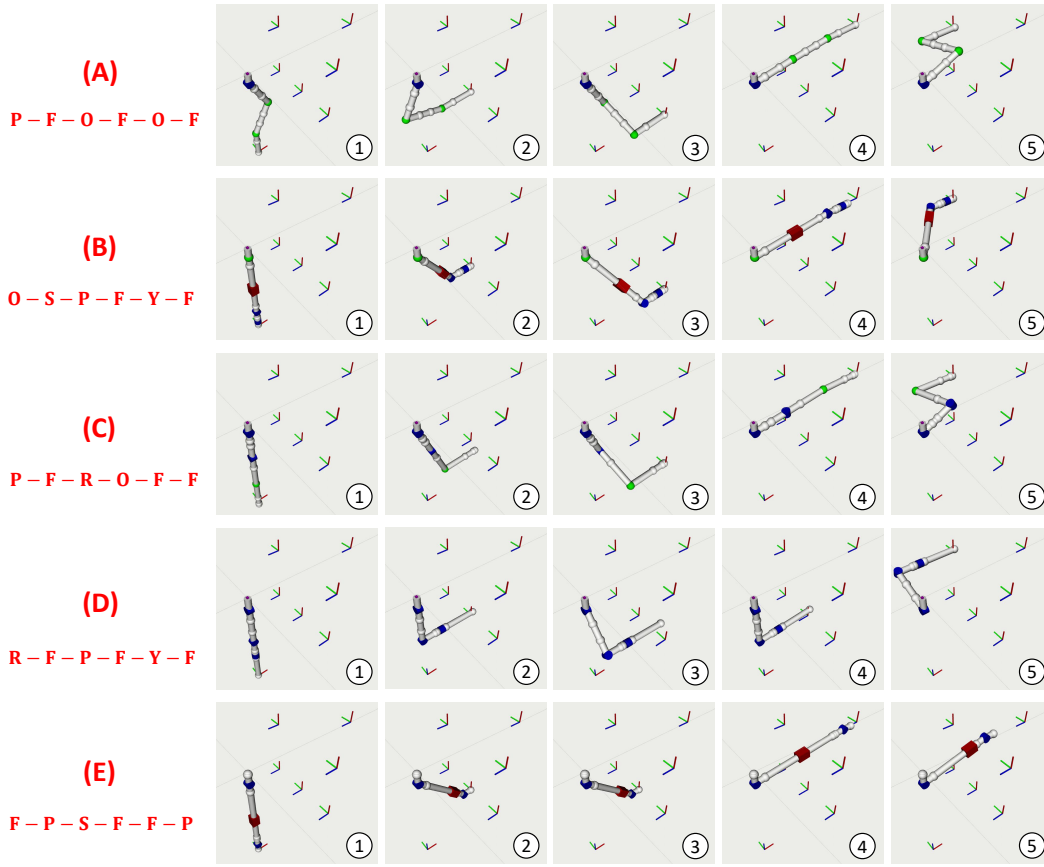 (A)
P – F – O – F – O – F
① ② ③ ④ ⑤
(B)
O – S – P – F – Y – F
① ② ③ ④ ⑤
(C)
P – F – R – O – F – F
① ② ③ ④ ⑤
(D)
R – F – P – F – Y – F
① ② ③ ④ ⑤
(E)
F – P – S – F – F – P
① ② ③ ④ ⑤